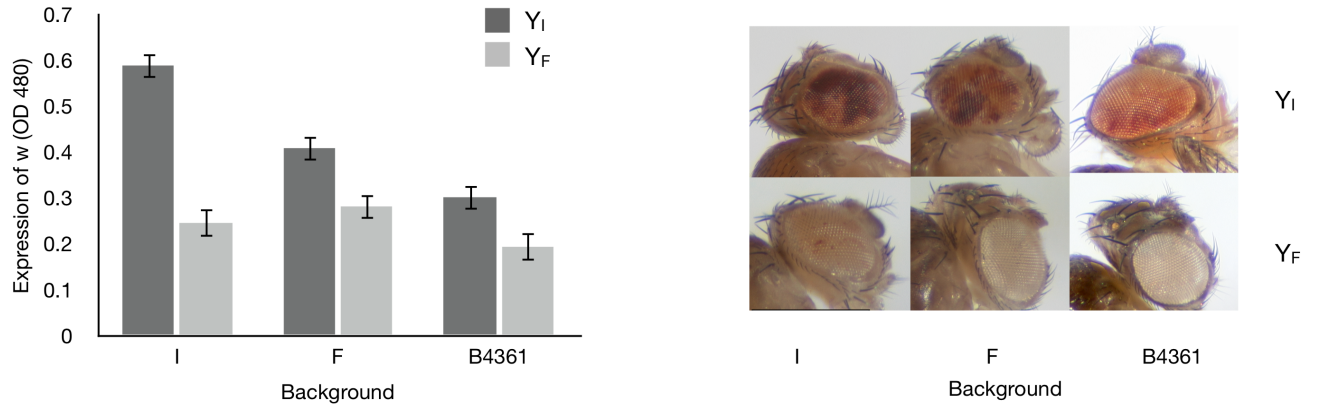 0.7
0.6
0.5
0.4
0.3
0.2
0.1
0
Expression of w (OD 480)
YI
YF
I F B4361
Background
YI
YF
I F B4361
Background